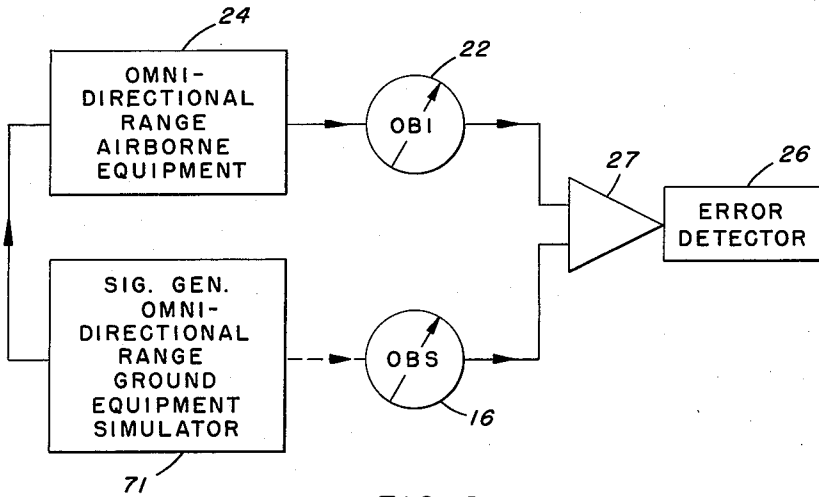 24
OMNI-
DIRECTIONAL
RANGE
AIRBORNE
EQUIPMENT
22
OBI
27
26
ERROR
DETECTOR
SIG. GEN.
OMNI-
DIRECTIONAL
RANGE
GROUND
EQUIPMENT
SIMULATOR
71
OBS
16